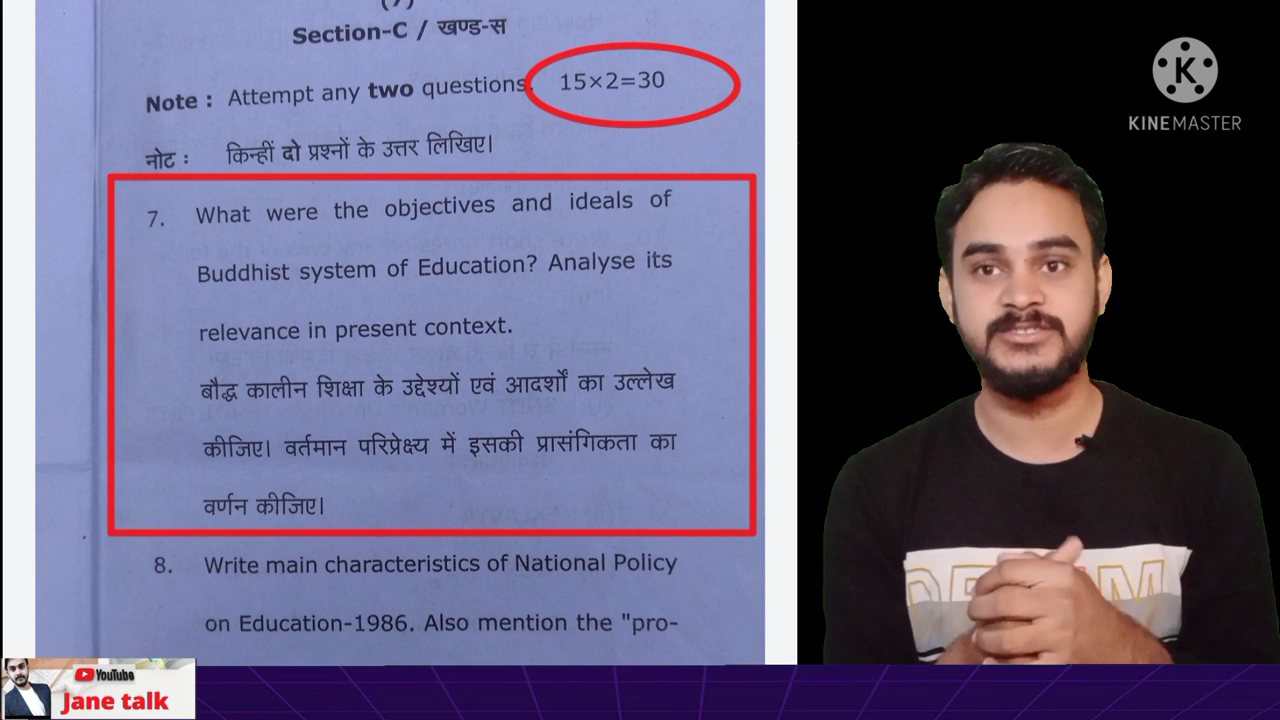 (7)
Section-C / खण्ड-स
Note : Attempt any two questions. 15×2=30
नोट : किन्हीं दो प्रश्नों के उत्तर लिखिए।
7. What were the objectives and ideals of
Buddhist system of Education? Analyse its
relevance in present context.
बौद्ध कालीन शिक्षा के उद्देश्यों एवं आदर्शों का उल्लेख
कीजिए। वर्तमान परिप्रेक्ष्य में इसकी प्रासंगिकता का
वर्णन कीजिए।
8. Write main characteristics of National Policy
on Education-1986. Also mention the "pro-
K
KINEMASTER
YouTube
Jane talk